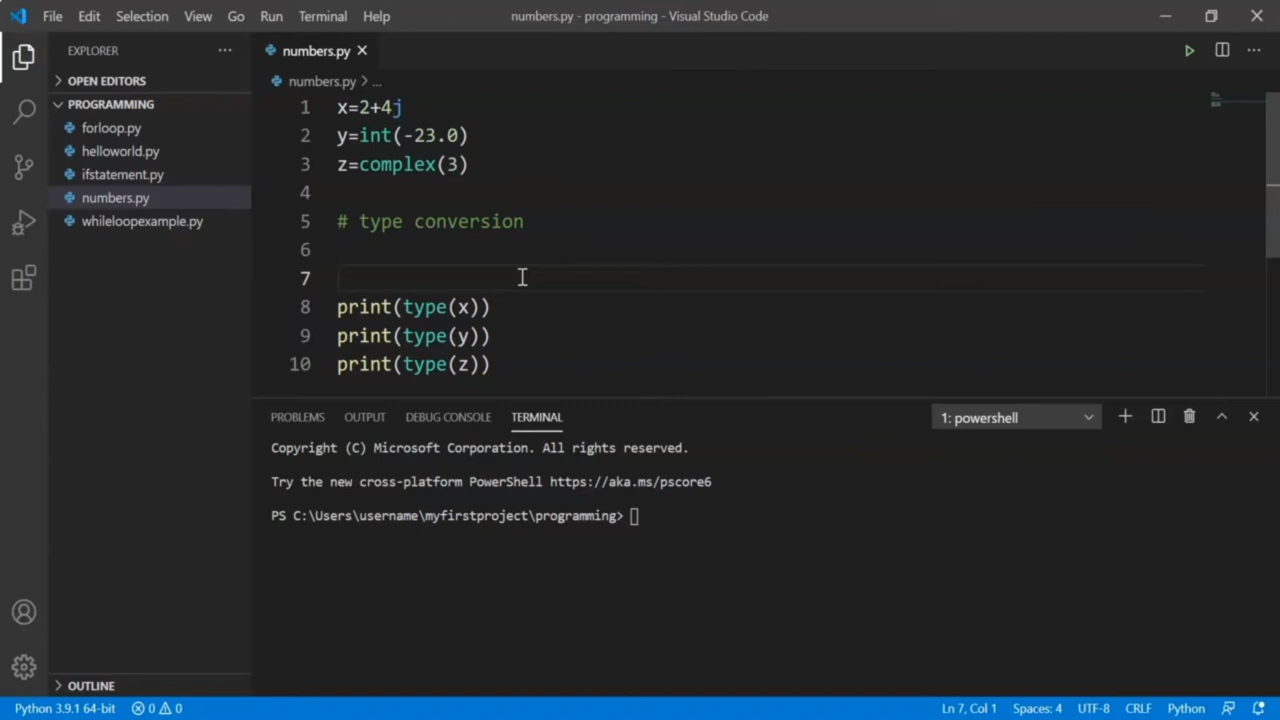 File Edit Selection View Go Run Terminal Help
numbers.py - programming - Visual Studio Code
EXPLORER
numbers.py
OPEN EDITORS
numbers.py > ...
PROGRAMMING
forloop.py
helloworld.py
ifstatement.py
numbers.py
whileloopexample.py
1 x=2+4j
2 y=int(-23.0)
3 z=complex(3)
4
5 # type conversion
6
7
8 print(type(x))
9 print(type(y))
10 print(type(z))
PROBLEMS OUTPUT DEBUG CONSOLE TERMINAL 1: powershell
Copyright (C) Microsoft Corporation. All rights reserved.
Try the new cross-platform PowerShell https://aka.ms/pscore6
PS C:\Users\username\myfirstproject\programming>
OUTLINE
Python 3.9.1 64-bit 0 0 Ln 7, Col 1 Spaces: 4 UTF-8 CRLF Python